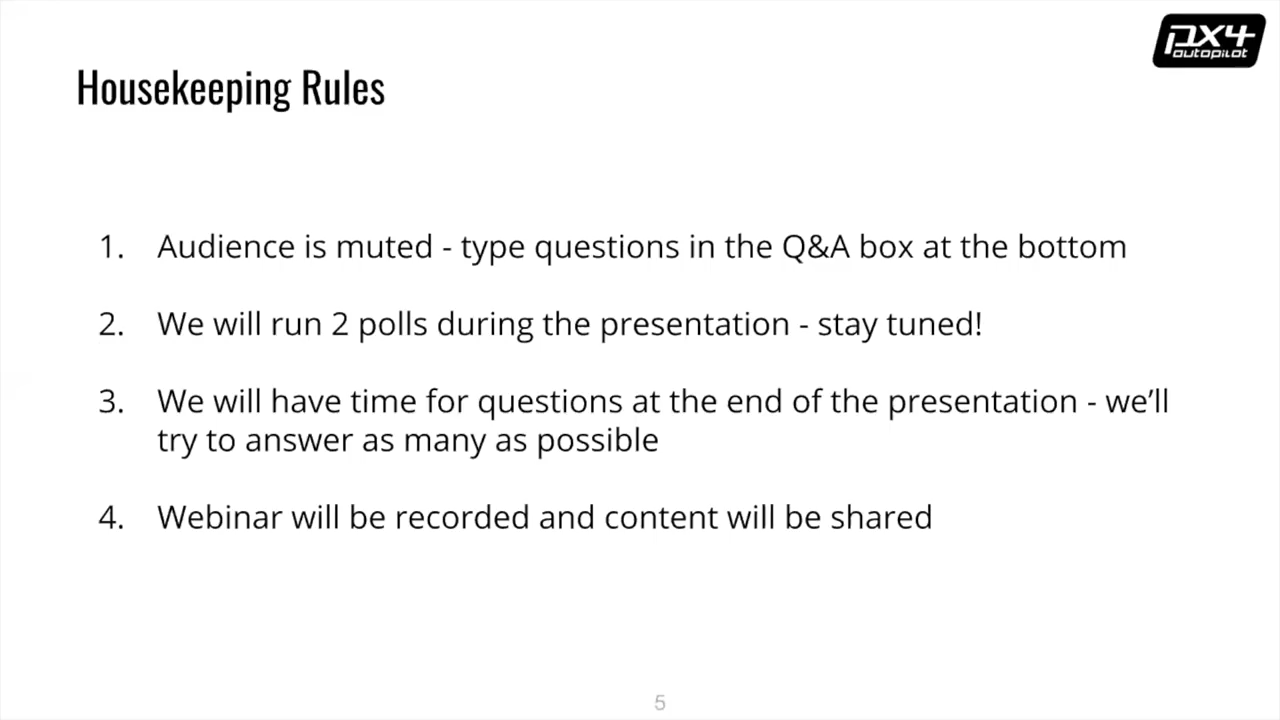 PX4
autopilot
Housekeeping Rules
1. Audience is muted - type questions in the Q&A box at the bottom
2. We will run 2 polls during the presentation - stay tuned!
3. We will have time for questions at the end of the presentation - we’ll
try to answer as many as possible
4. Webinar will be recorded and content will be shared
5